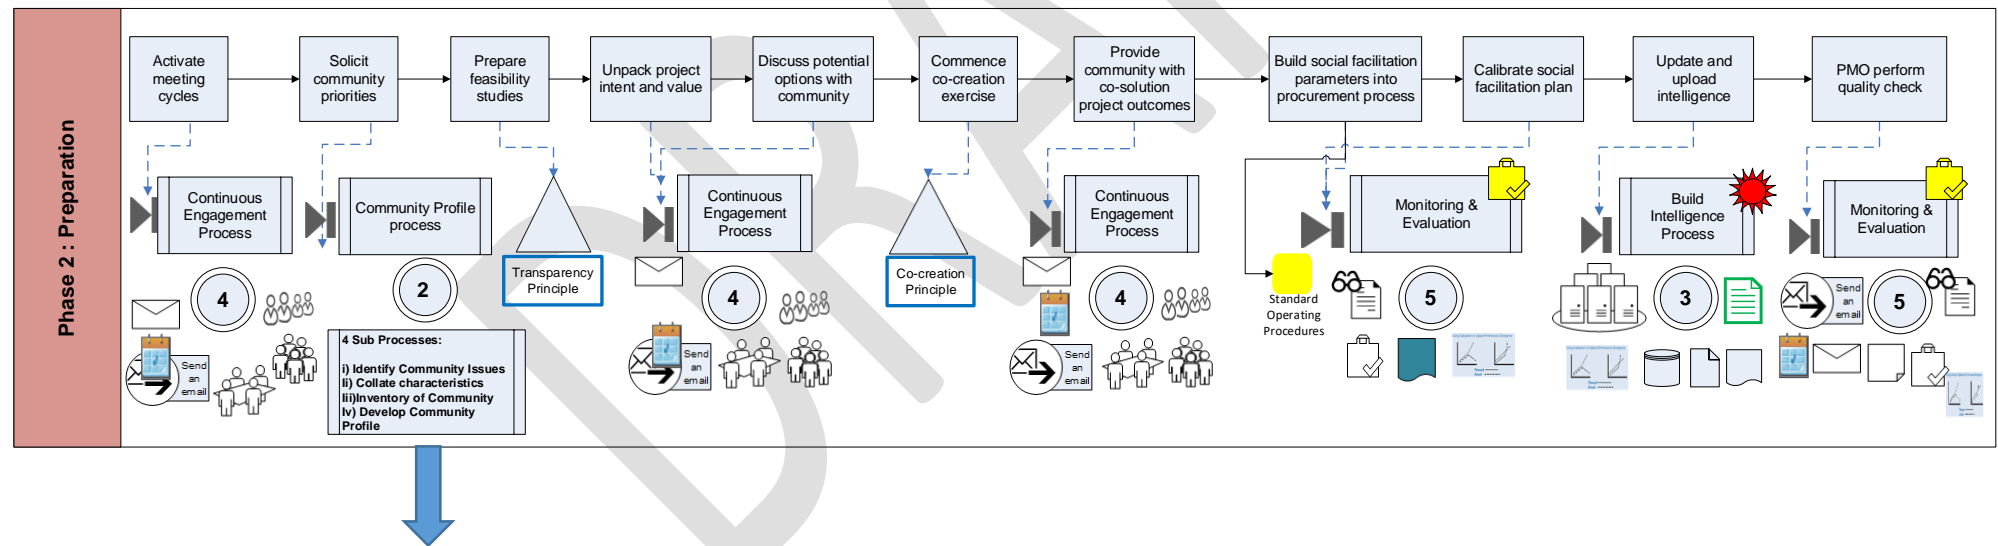 Phase 2 : Preparation
Activate
meeting
cycles
Solicit
community
priorities
Prepare
feasibility
studies
Unpack project
intent and value
Discuss potential
options with
community
Commence
co-creation
exercise
Provide
community with
co-solution
project outcomes
Build social facilitation
parameters into
procurement process
Calibrate social
facilitation plan
Update and
upload
intelligence
PMO perform
quality check
Continuous
Engagement
Process
Community Profile
process
Transparency
Principle
Continuous
Engagement
Process
Co-creation
Principle
Continuous
Engagement
Process
Standard
Operating
Procedures
Monitoring &
Evaluation
Build
Intelligence
Process
Monitoring &
Evaluation
4
2
4
4
5
3
5
Send
an
email
4 Sub Processes:
i) Identify Community Issues
Ii) Collate characteristics
Iii)Inventory of Community
Iv) Develop Community
Profile
Send
an
email
Send
an
email
Send
an
email
DRA